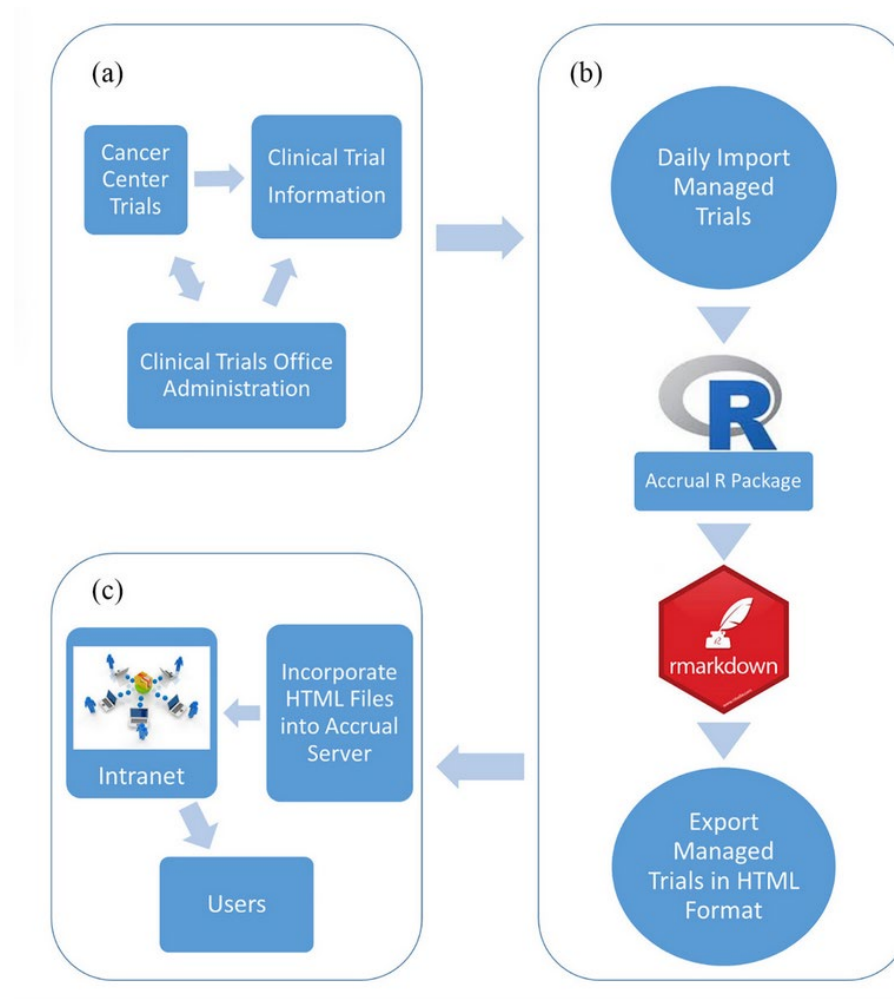 (a)
Cancer
Center
Trials
Clinical Trial
Information
Clinical Trials Office
Administration
(b)
Daily Import
Managed
Trials
R
Accrual R Package
rmarkdown
Export
Managed
Trials in HTML
Format
(c)
Intranet
Incorporate
HTML Files
into Accrual
Server
Users